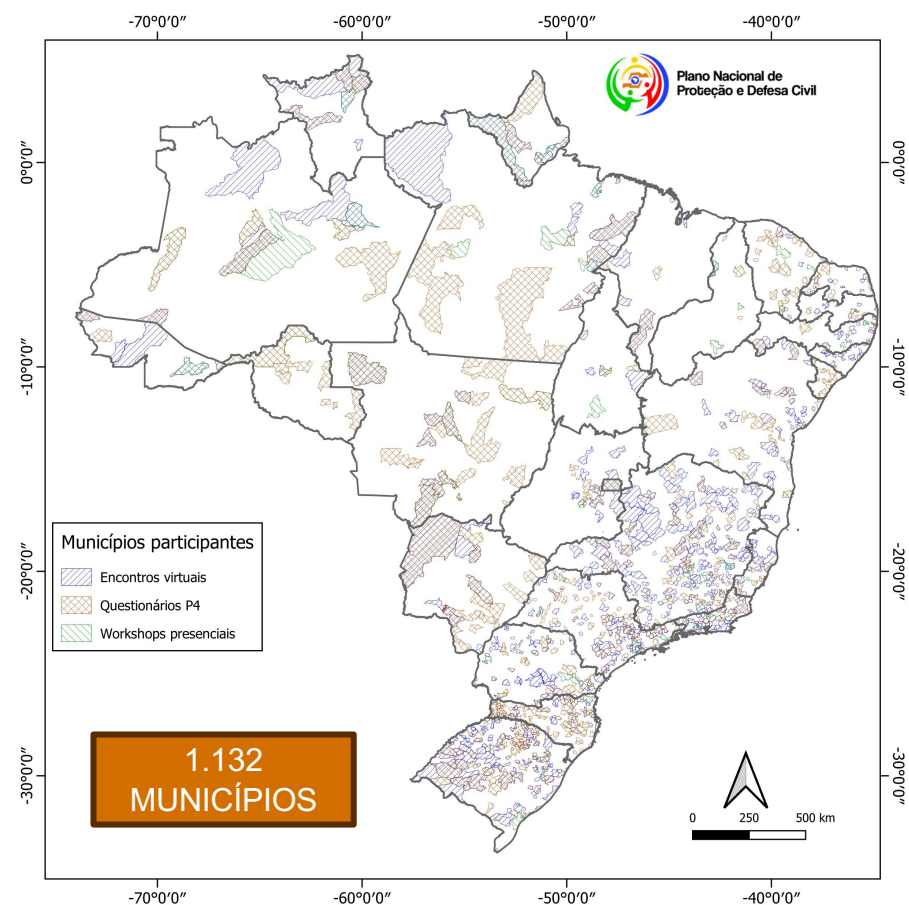 -70°0′0″
-60°0′0″
-50°0′0″
-40°0′0″
Plano Nacional de
Proteção e Defesa Civil
0°0′0″
0°0′0″
-10°0′0″
-10°0′0″
Municípios participantes
Encontros virtuais
Questionários P4
Workshops presenciais
-20°0′0″
-20°0′0″
1.132
MUNICÍPIOS
-30°0′0″
-30°0′0″
0 250 500 km
-70°0′0″
-60°0′0″
-50°0′0″
-40°0′0″